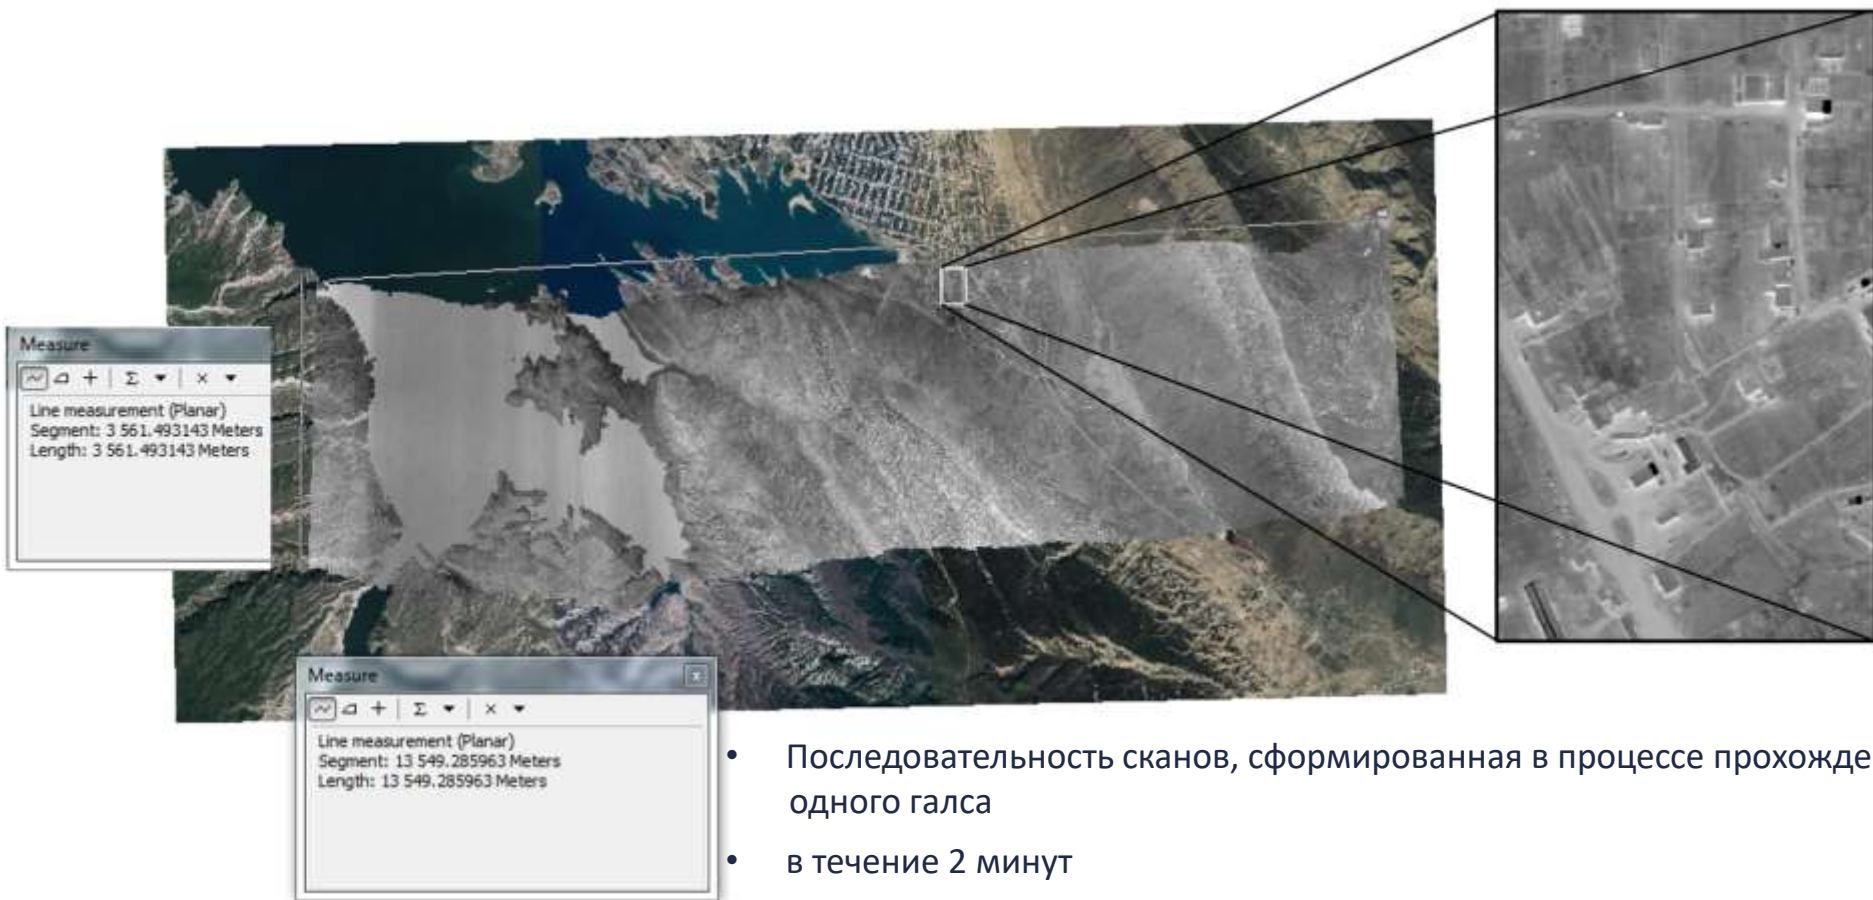 Measure
Σ
Line measurement (Planar)
Segment: 3 561.493143 Meters
Length: 3 561.493143 Meters
Measure
Σ
Line measurement (Planar)
Segment: 13 549.285963 Meters
Length: 13 549.285963 Meters
• Последовательность сканов, сформированная в процессе прохожде
одного галса
• в течение 2 минут